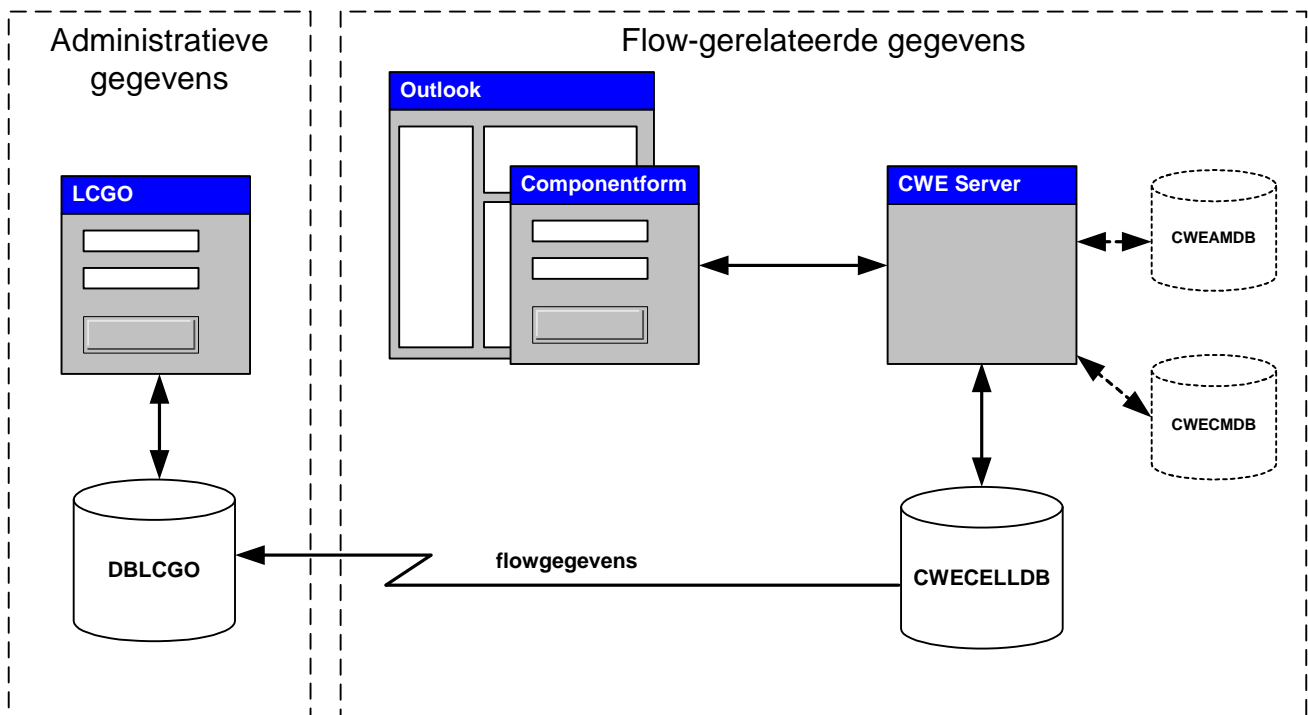 Administratieve
gegevens
Flow-gerelateerde gegevens
Outlook
Componentform
CWE Server
LCGO
CWEAMDB
CWECMDB
DBLCGO
flowgegevens
CWECELLDB